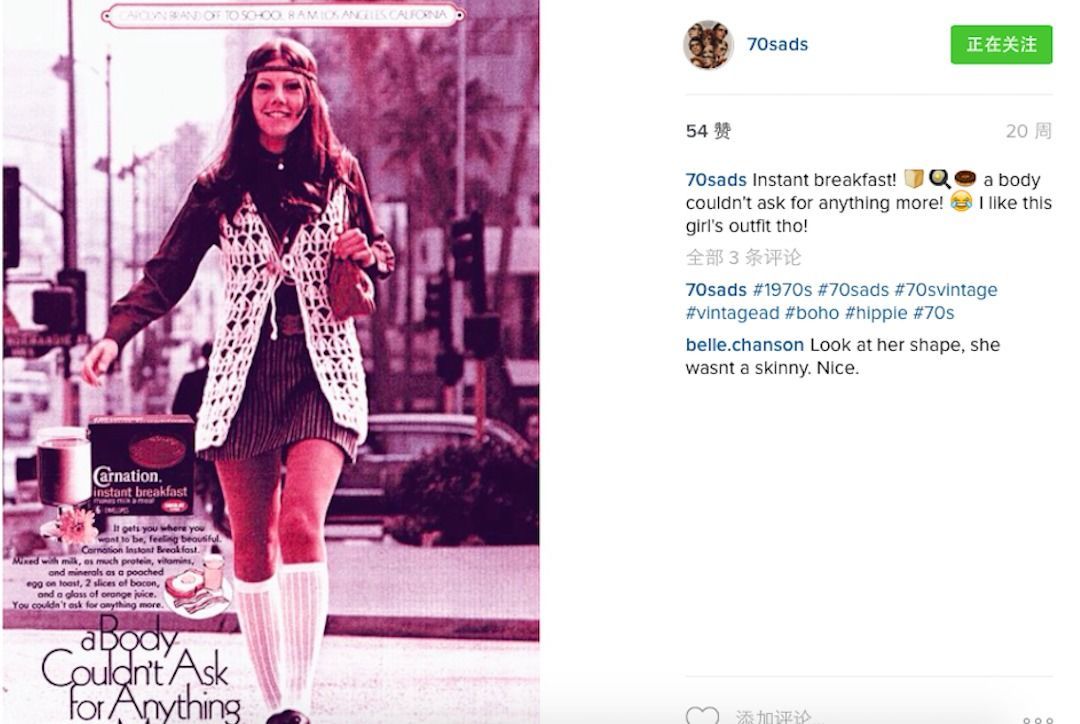 CAROLYN BRAND OFF TO SCHOOL 8 A.M. LOS ANGELES, CALIFORNIA
Carnation.
instant breakfast
makes milk a meal
6 ENVELOPES
It gets you where you
want to be, feeling beautiful.
Carnation Instant Breakfast.
Mixed with milk, as much protein, vitamins,
and minerals as a poached
egg on toast, 2 slices of bacon,
and a glass of orange juice.
You couldn't ask for anything more.
a Body
Couldn't Ask
for Anything
70sads
正在关注
54 赞
20 周
70sads Instant breakfast! 🍞🍳🍩 a body
couldn't ask for anything more! 😂 I like this
girl's outfit tho!
全部 3 条评论
70sads #1970s #70sads #70svintage
#vintagead #boho #hippie #70s
belle.chanson Look at her shape, she
wasnt a skinny. Nice.
添加评论...